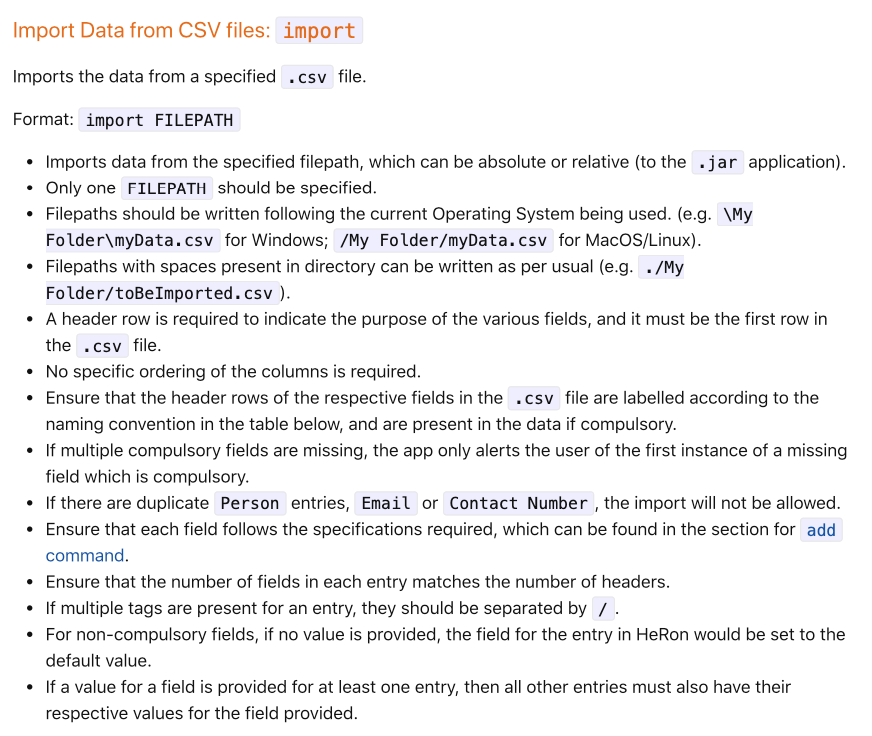 Import Data from CSV files: import
Imports the data from a specified .csv file.
Format: import FILEPATH
• Imports data from the specified filepath, which can be absolute or relative (to the .jar application).
• Only one FILEPATH should be specified.
• Filepaths should be written following the current Operating System being used. (e.g. \My
Folder\myData.csv for Windows; /My Folder/myData.csv for MacOS/Linux).
• Filepaths with spaces present in directory can be written as per usual (e.g. ./My
Folder/toBeImported.csv ).
• A header row is required to indicate the purpose of the various fields, and it must be the first row in
the .csv file.
• No specific ordering of the columns is required.
• Ensure that the header rows of the respective fields in the .csv file are labelled according to the
naming convention in the table below, and are present in the data if compulsory.
• If multiple compulsory fields are missing, the app only alerts the user of the first instance of a missing
field which is compulsory.
• If there are duplicate Person entries, Email or Contact Number , the import will not be allowed.
• Ensure that each field follows the specifications required, which can be found in the section for add
command.
• Ensure that the number of fields in each entry matches the number of headers.
• If multiple tags are present for an entry, they should be separated by / .
• For non-compulsory fields, if no value is provided, the field for the entry in HeRon would be set to the
default value.
• If a value for a field is provided for at least one entry, then all other entries must also have their
respective values for the field provided.